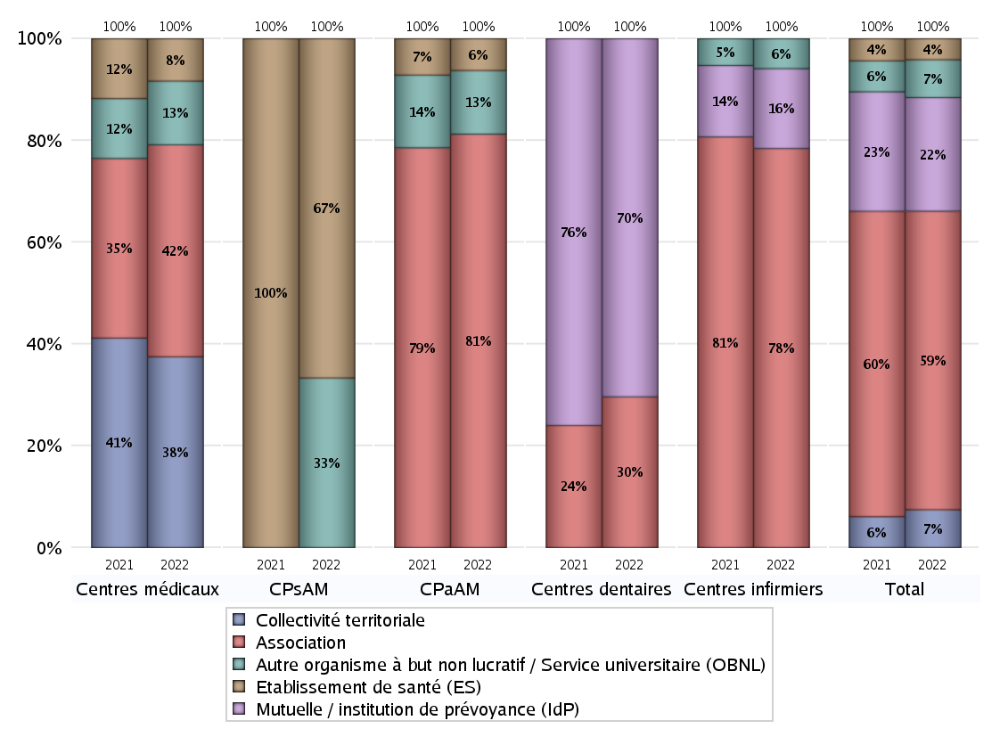 100% 100% 100% 100% 100% 100% 100% 100% 100% 100% 100% 100%
100%
80%
60%
40%
20%
0%
12% 8% 7% 6% 5% 6% 4% 4%
12% 13% 14% 13% 14% 16% 6% 7%
35% 42% 100% 67% 79% 81% 76% 70% 81% 78% 23% 22%
41% 38% 33% 24% 30% 60% 59%
6% 7%
2021 2022 2021 2022 2021 2022 2021 2022 2021 2022 2021 2022
Centres médicaux CPsAM CPaAM Centres dentaires Centres infirmiers Total
Collectivité territoriale
Association
Autre organisme à but non lucratif / Service universitaire (OBNL)
Etablissement de santé (ES)
Mutuelle / institution de prévoyance (IdP)